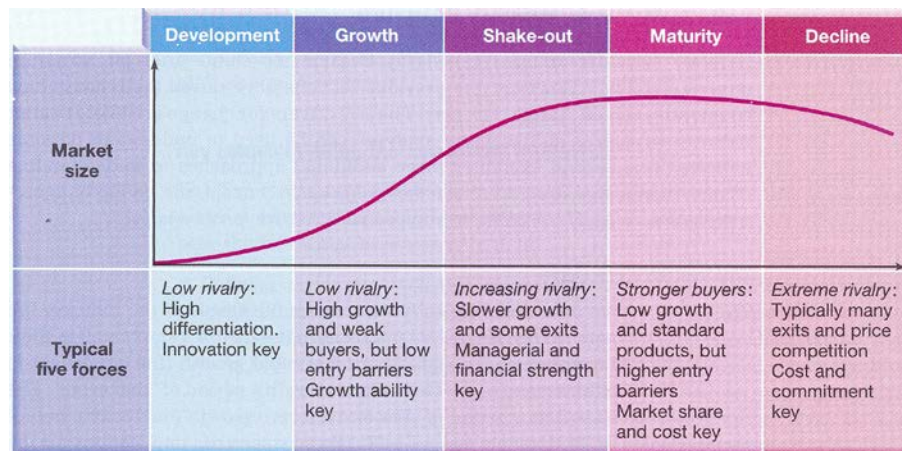 Development
Growth
Shake-out
Maturity
Decline
Market
size
Typical
five forces
Low rivalry:
High
differentiation.
Innovation key
Low rivalry:
High growth
and weak
buyers, but low
entry barriers
Growth ability
key
Increasing rivalry:
Slower growth
and some exits
Managerial and
financial strength
key
Stronger buyers:
Low growth
and standard
products, but
higher entry
barriers
Market share
and cost key
Extreme rivalry:
Typically many
exits and price
competition
Cost and
commitment
key